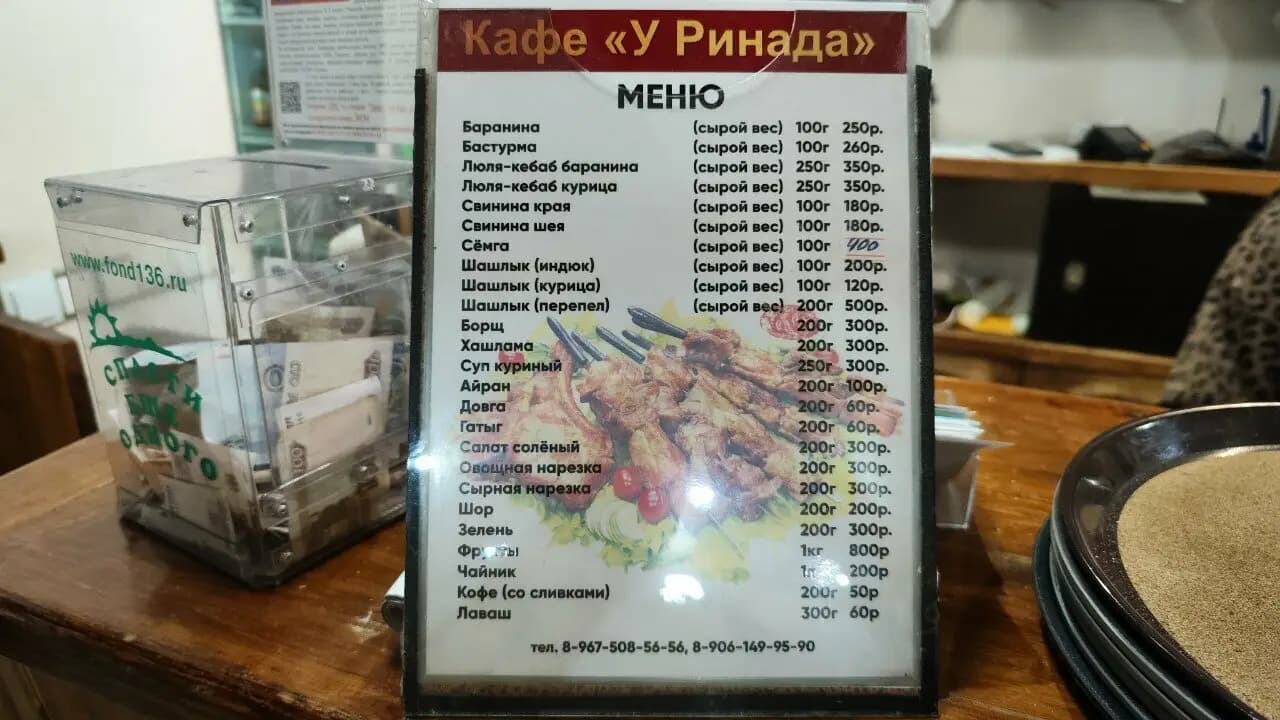 Кафе «У Ринада»
МЕНЮ
Баранина (сырой вес) 100г 250р.
Бастурма (сырой вес) 100г 260р.
Люля-кебаб баранина (сырой вес) 250г 350р.
Люля-кебаб курица (сырой вес) 250г 350р.
Свинина края (сырой вес) 100г 180р.
Свинина шея (сырой вес) 100г 180р.
Сёмга (сырой вес) 100г 400
Шашлык (индюк) (сырой вес) 100г 200р.
Шашлык (курица) (сырой вес) 100г 120р.
Шашлык (перепел) (сырой вес) 200г 500р.
Борщ 200г 300р.
Хашлама 200г 300р.
Суп куриный 250г 300р.
Айран 200г 100р.
Довга 200г 60р.
Гатыг 200г 60р.
Салат солёный 200г 300р.
Овощная нарезка 200г 300р.
Сырная нарезка 200г 300р.
Шор 200г 200р.
Зелень 200г 300р.
Фрукты 1кг 800р
Чайник 1л 200р
Кофе (со сливками) 200г 50р
Лаваш 300г 60р
тел. 8-967-508-56-56, 8-906-149-95-90
www.fond136.ru
СПАСТИ
ЕЩЕ
ОДНОГО